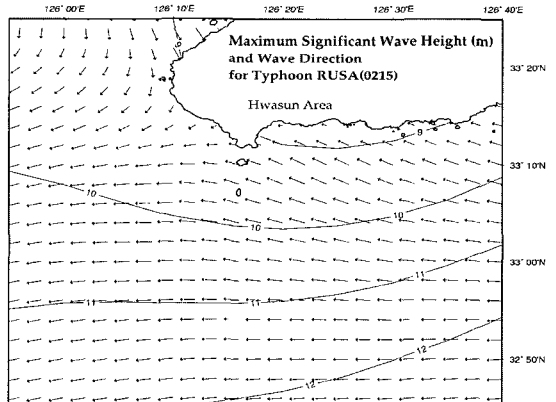 126° 00'E 126° 10'E 126° 20'E 126° 30'E 126° 40'E
Maximum Significant Wave Height (m)
and Wave Direction
for Typhoon RUSA(0215)
33° 20'N
Hwasun Area
9
9
33° 10'N
10
10
10
33° 00'N
11
11
11
12
32° 50'N
12